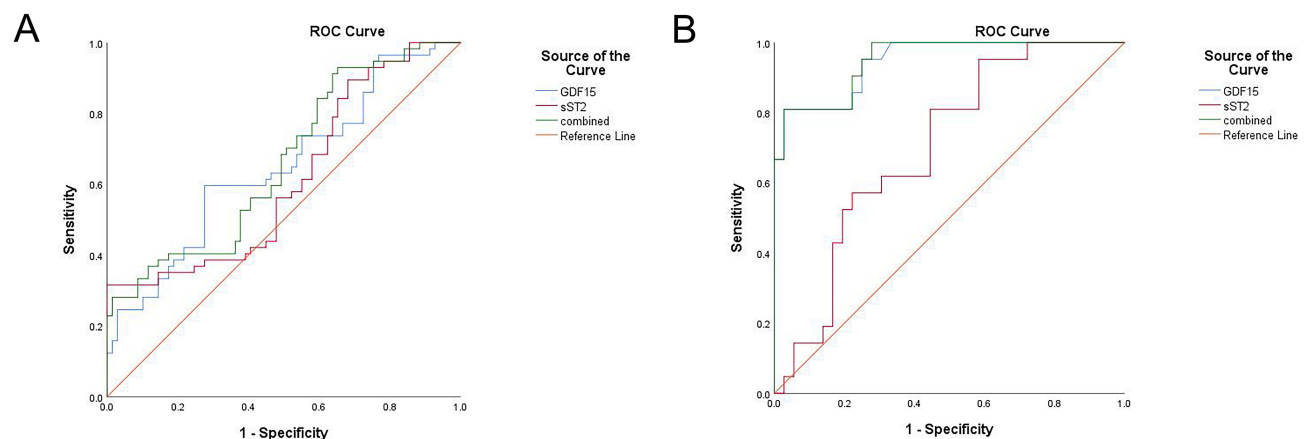 A
ROC Curve
Sensitivity
1.0
0.8
0.6
0.4
0.2
0.0
0.0 0.2 0.4 0.6 0.8 1.0
1 - Specificity
Source of the
Curve
GDF15
sST2
combined
Reference Line
B
ROC Curve
Sensitivity
1.0
0.8
0.6
0.4
0.2
0.0
0.0 0.2 0.4 0.6 0.8 1.0
1 - Specificity
Source of the
Curve
GDF15
sST2
combined
Reference Line